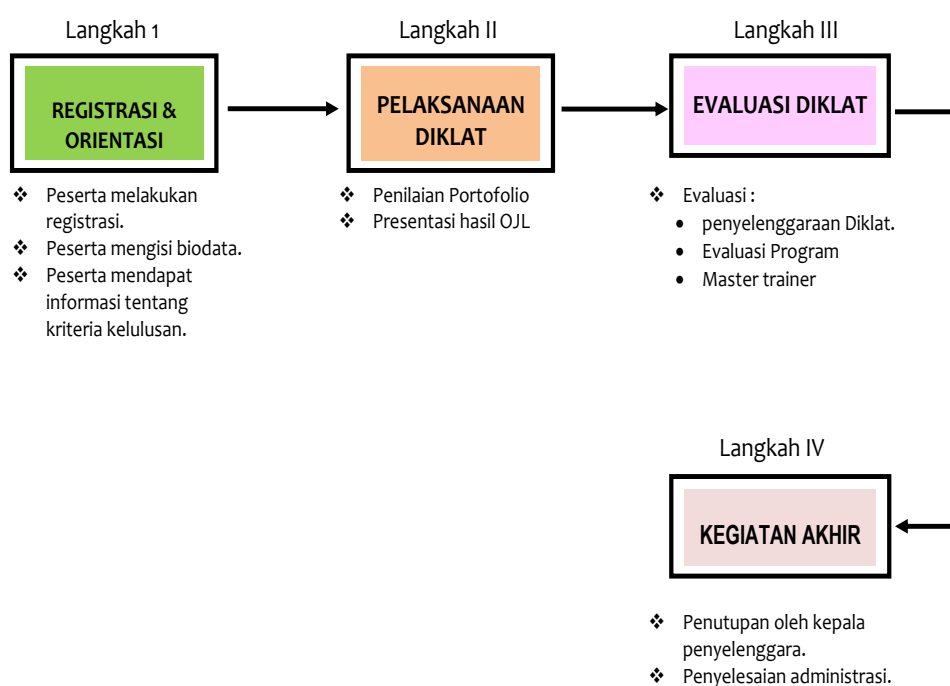 Langkah 1
REGISTRASI &
ORIENTASI
❖ Peserta melakukan
registrasi.
❖ Peserta mengisi biodata.
❖ Peserta mendapat
informasi tentang
kriteria kelulusan.
Langkah II
PELAKSANAAN
DIKLAT
❖ Penilaian Portofolio
❖ Presentasi hasil OJL
Langkah III
EVALUASI DIKLAT
❖ Evaluasi :
• penyelenggaraan Diklat.
• Evaluasi Program
• Master trainer
Langkah IV
KEGIATAN AKHIR
❖ Penutupan oleh kepala
penyelenggara.
❖ Penyelesaian administrasi.